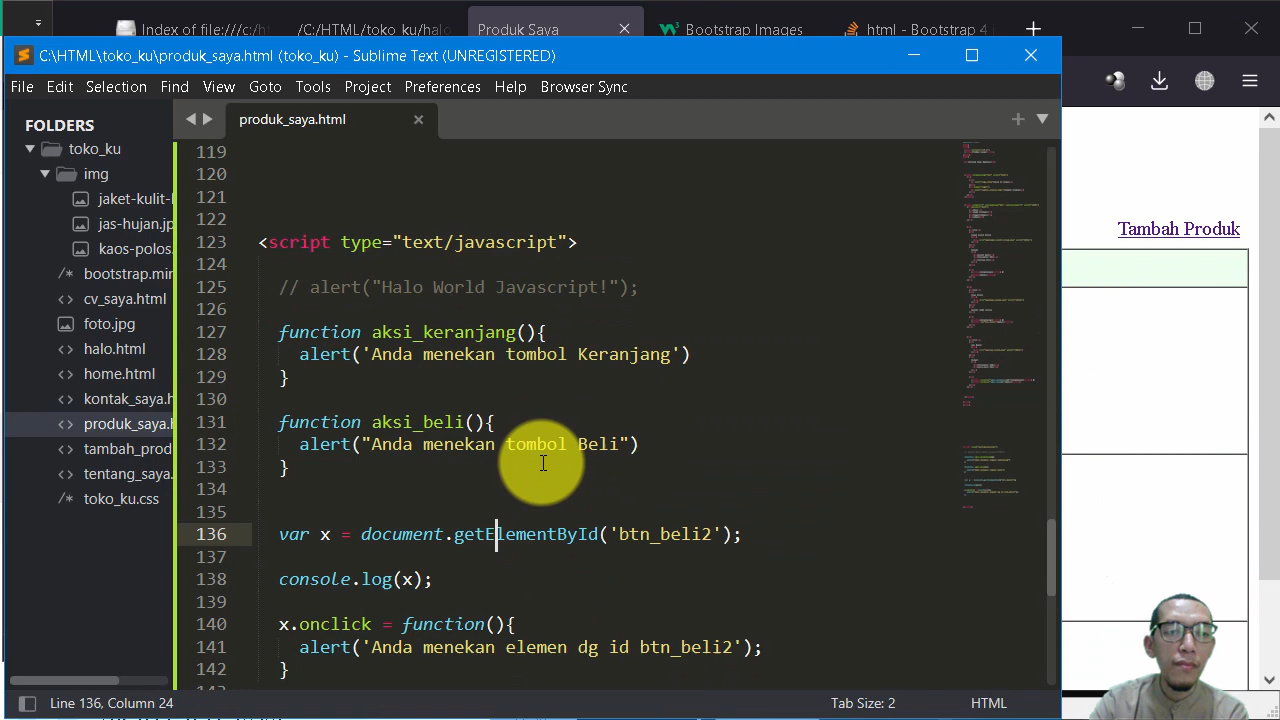 Index of file:///c:/h
/C:/HTML/toko_ku/halo
Produk Saya
Bootstrap Images
html - Bootstrap 4
C:\HTML\toko_ku\produk_saya.html (toko_ku) - Sublime Text (UNREGISTERED)
File Edit Selection Find View Goto Tools Project Preferences Help Browser Sync
FOLDERS
toko_ku
img
jaket-kulit-
jas-hujan.jp
kaos-polos.
bootstrap.min
cv_saya.html
foto.jpg
halo.html
home.html
kontak_saya.h
produk_saya.h
tambah_prod
tentang_saya.
toko_ku.css
produk_saya.html
119
120
121
122
123 <script type="text/javascript">
124
125 // alert("Halo World Javascript!");
126
127 function aksi_keranjang(){
128 alert('Anda menekan tombol Keranjang')
129 }
130
131 function aksi_beli(){
132 alert("Anda menekan tombol Beli")
133
134
135
136 var x = document.getElementById('btn_beli2');
137
138 console.log(x);
139
140 x.onclick = function(){
141 alert('Anda menekan elemen dg id btn_beli2');
142 }
Tambah Produk
Line 136, Column 24
Tab Size: 2
HTML